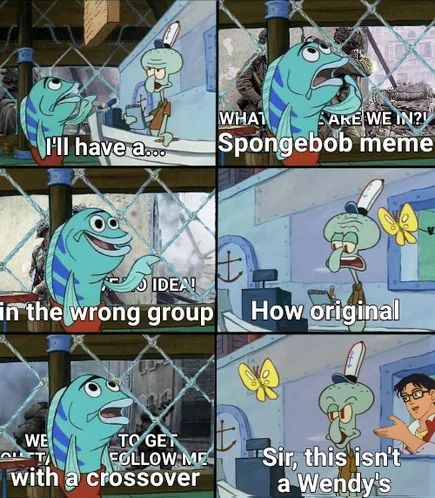 I'll have a...
WHAT ARE WE IN?!
Spongebob meme
IDEA!
in the wrong group
How original
WE TO GET
FOLLOW ME
with a crossover
Sir, this isn't
a Wendy's